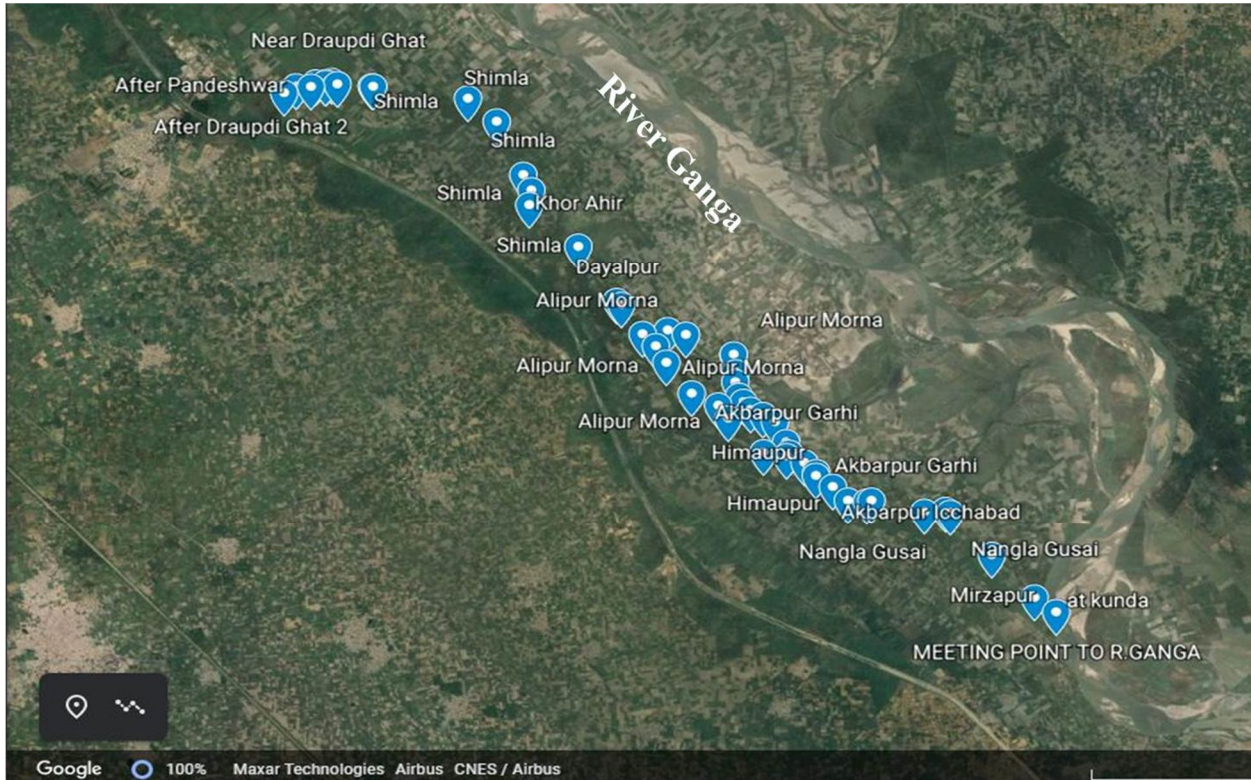 Near Draupdi Ghat
After Pandeshwar
Shimla
Shimla
After Draupdi Ghat 2
Shimla
River Ganga
Shimla
Khor Ahir
Shimla
Dayalpur
Alipur Morna
Alipur Morna
Alipur Morna
Alipur Morna
Alipur Morna
Akbarpur Garhi
Himaupur
Akbarpur Garhi
Himaupur
Akbarpur Icchabad
Nangla Gusai
Nangla Gusai
Mirzapur
at kunda
MEETING POINT TO R.GANGA
Google
100%
Maxar Technologies Airbus CNES / Airbus